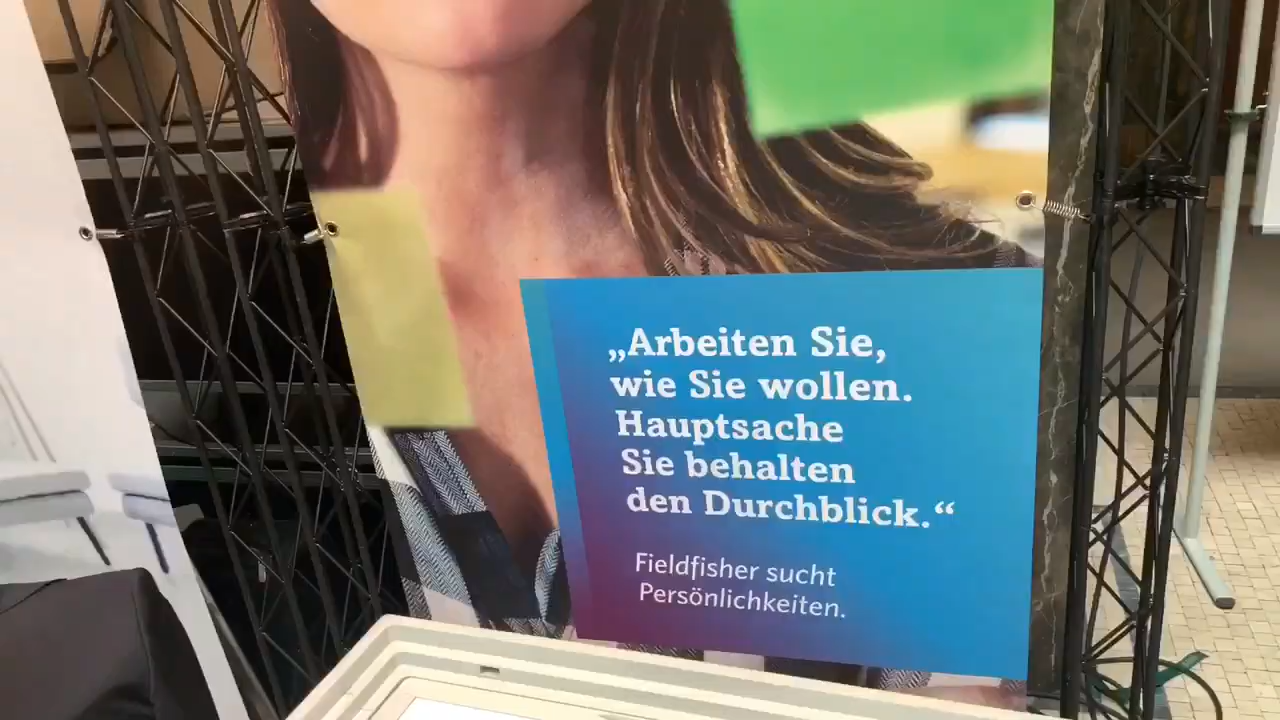 „Arbeiten Sie,
wie Sie wollen.
Hauptsache
Sie behalten
den Durchblick.“
Fieldfisher sucht
Persönlichkeiten.